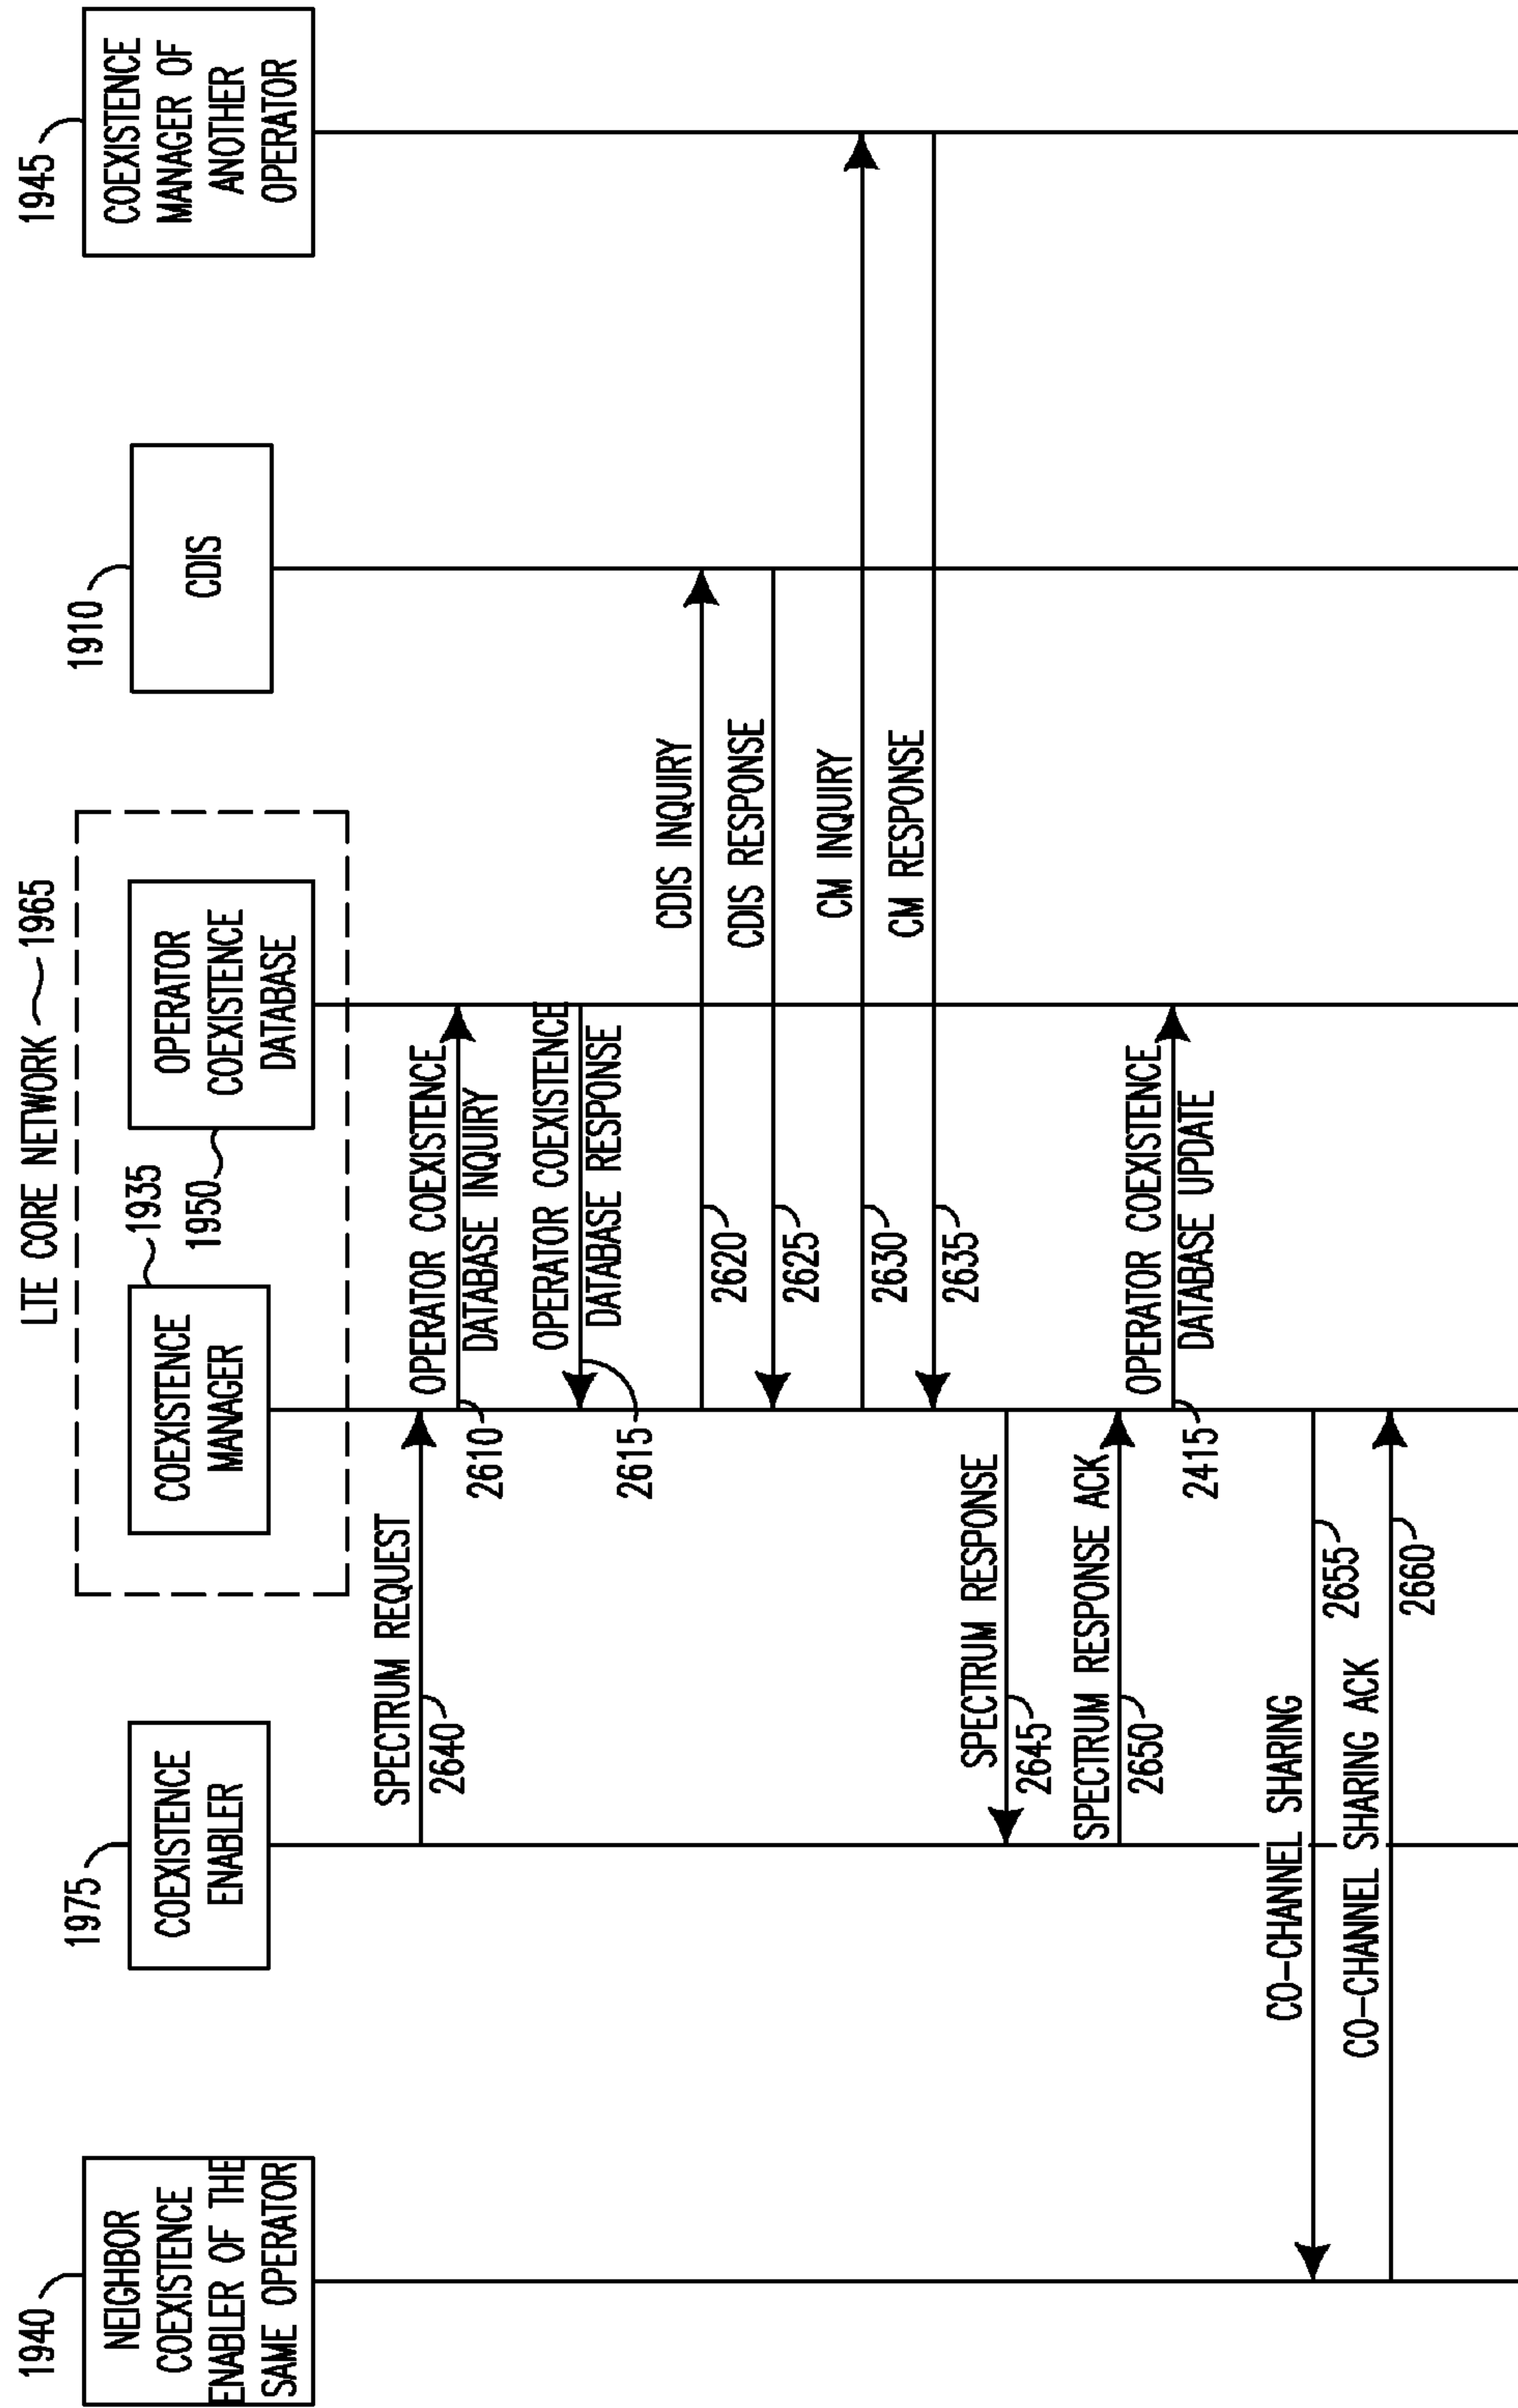 1940
NEIGHBOR
COEXISTENCE
ENABLER OF THE
SAME OPERATOR
1975
COEXISTENCE
ENABLER
LTE CORE NETWORK
1965
COEXISTENCE
MANAGER
1935
OPERATOR
COEXISTENCE
DATABASE
1950
1910
CDIS
1945
COEXISTENCE
MANAGER OF
ANOTHER
OPERATOR
SPECTRUM REQUEST
2640
OPERATOR COEXISTENCE
DATABASE INQUIRY
2610
OPERATOR COEXISTENCE
DATABASE RESPONSE
2615
CDIS INQUIRY
2620
CDIS RESPONSE
2625
CM INQUIRY
2630
CM RESPONSE
2635
SPECTRUM RESPONSE
2645
SPECTRUM RESPONSE ACK
2650
OPERATOR COEXISTENCE
DATABASE UPDATE
2415
CO-CHANNEL SHARING
2655
CO-CHANNEL SHARING ACK
2660